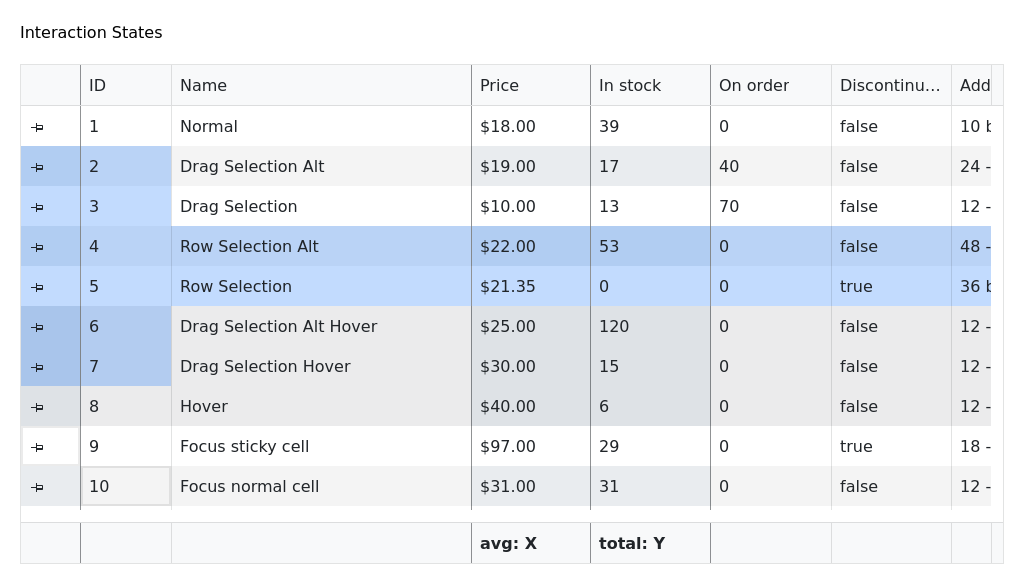 Interaction States
ID Name Price In stock On order Discontinu… Add
1 Normal $18.00 39 0 false 10 b
2 Drag Selection Alt $19.00 17 40 false 24 -
3 Drag Selection $10.00 13 70 false 12 -
4 Row Selection Alt $22.00 53 0 false 48 -
5 Row Selection $21.35 0 0 true 36 b
6 Drag Selection Alt Hover $25.00 120 0 false 12 -
7 Drag Selection Hover $30.00 15 0 false 12 -
8 Hover $40.00 6 0 false 12 -
9 Focus sticky cell $97.00 29 0 true 18 -
10 Focus normal cell $31.00 31 0 false 12 -
avg: X total: Y